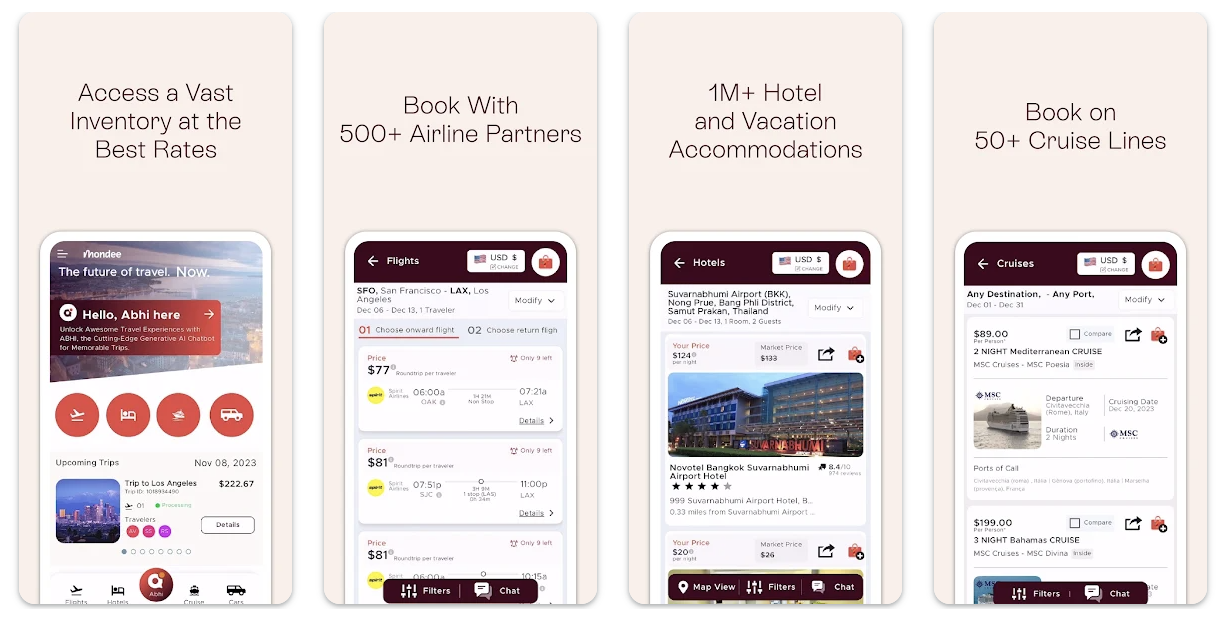 Access a Vast
Inventory at the
Best Rates
mondee
The future of travel. Now.
Hello, Abhi here
Unlock Awesome Travel Experiences with
ABHI, the Cutting-Edge Generative AI Chatbot
for Memorable Trips.
Upcoming Trips
Nov 08, 2023
Trip to Los Angeles
$222.67
Trip ID: 1018934490
01
Processing
Travelers
AV SS RS
Details
Flights
Hotels
Abhi
Cruise
Cars
Book With
500+ Airline Partners
Flights
USD $
CHANGE
SFO, San Francisco - LAX, Los
Angeles
Dec 06 - Dec 13, 1 Traveler
Modify
01 Choose onward flight
02 Choose return fligh
Price
Only 9 left
$77
Roundtrip per traveler
spirit
Spirit
Airlines
06:00a
07:21a
OAK
1H 21M
Non Stop
LAX
Details
Price
Only 9 left
$81
Roundtrip per traveler
spirit
07:51p
11:00p
SJC
3H 9M
1 stop (LAS)
0h 24m
LAX
Details
Price
Only 9 left
$81
Roundtrip per traveler
06:00a
10:15a
Filters
Chat
1M+ Hotel
and Vacation
Accommodations
Hotels
USD $
CHANGE
Suvarnabhumi Airport (BKK),
Nong Prue, Bang Phli District,
Samut Prakan, Thailand
Dec 06 - Dec 13, 1 Room, 2 Guests
Modify
Your Price
$124
per night
Market Price
$133
SUVARNABHUMI
Novotel Bangkok Suvarnabhumi
Airport Hotel
8.4/10
974 reviews
999 Suvarnabhumi Airport Hotel, B...
0.33 miles from Suvarnabhumi Airport ...
Your Price
$20
per night
Market Price
$26
Map View
Filters
Chat
Book on
50+ Cruise Lines
Cruises
USD $
CHANGE
Any Destination, - Any Port,
Dec 01 - Dec 31
Modify
$89.00
Per Person*
Compare
2 NIGHT Mediterranean CRUISE
MSC Cruises - MSC Poesia
Inside
MSC
Departure
Civitavecchia
(Rome), Italy
Cruising Date
Dec 20, 2023
Duration
2 Nights
MSC
CRUISES
Ports of Call
$199.00
Per Person*
Compare
3 NIGHT Bahamas CRUISE
MSC Cruises - MSC Divina
Inside
Filters
Chat